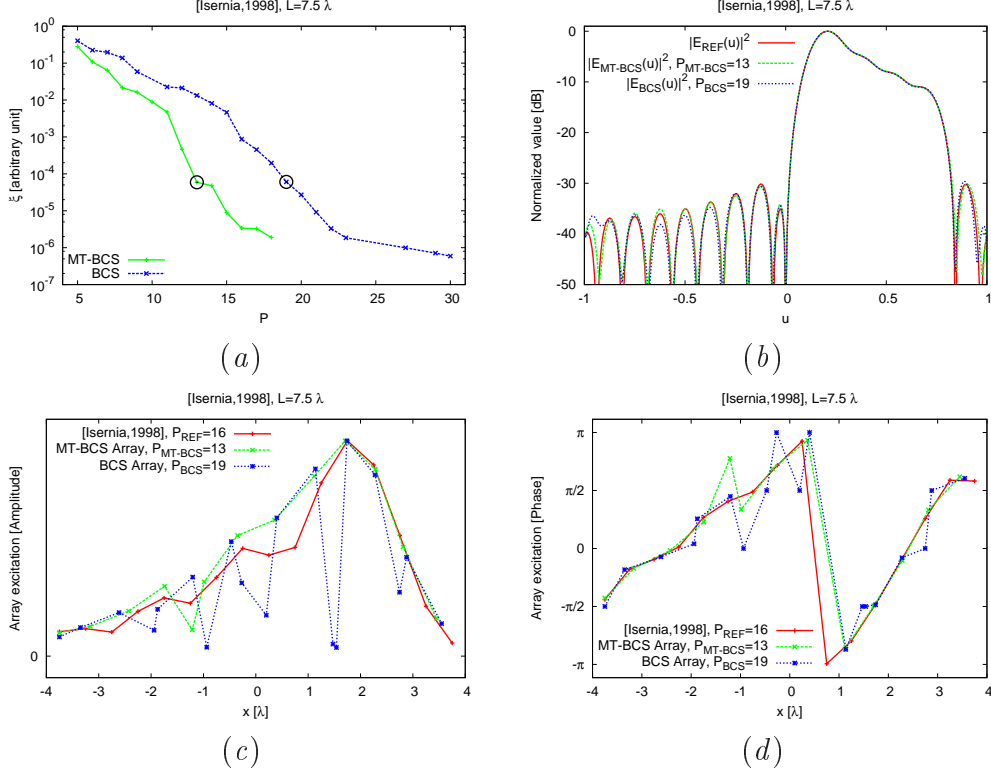 [Isernia,1998], L=7.5 λ
ξ [arbitrary unit]
10^0
10^-1
10^-2
10^-3
10^-4
10^-5
10^-6
10^-7
MT-BCS
BCS
5 10 15 20 25 30
P
(a)
[Isernia,1998], L=7.5 λ
Normalized value [dB]
0
-10
-20
-30
-40
-50
|E_REF(u)|^2
|E_MT-BCS(u)|^2, P_MT-BCS=13
|E_BCS(u)|^2, P_BCS=19
-1 -0.5 0 0.5 1
u
(b)
[Isernia,1998], L=7.5 λ
Array excitation [Amplitude]
[Isernia,1998], P_REF=16
MT-BCS Array, P_MT-BCS=13
BCS Array, P_BCS=19
0
-4 -3 -2 -1 0 1 2 3 4
x [λ]
(c)
[Isernia,1998], L=7.5 λ
Array excitation [Phase]
π
π/2
0
-π/2
-π
[Isernia,1998], P_REF=16
MT-BCS Array, P_MT-BCS=13
BCS Array, P_BCS=19
-4 -3 -2 -1 0 1 2 3 4
x [λ]
(d)